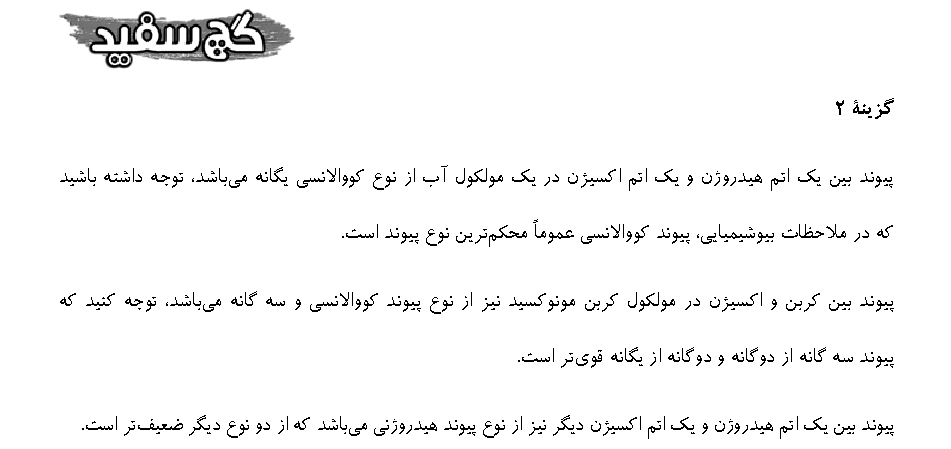 گچ سفید
گزینهٔ ۲
پیوند بین یک اتم هیدروژن و یک اتم اکسیژن در یک مولکول آب از نوع کووالانسی یگانه می‌باشد، توجه داشته باشید
که در ملاحظات بیوشیمیایی، پیوند کووالانسی عموماً محکم‌ترین نوع پیوند است.
پیوند بین کربن و اکسیژن در مولکول کربن مونوکسید نیز از نوع پیوند کووالانسی و سه گانه می‌باشد، توجه کنید که
پیوند سه گانه از دوگانه و دوگانه از یگانه قوی‌تر است.
پیوند بین یک اتم هیدروژن و یک اتم اکسیژن دیگر نیز از نوع پیوند هیدروژنی می‌باشد که از دو نوع دیگر ضعیف‌تر است.